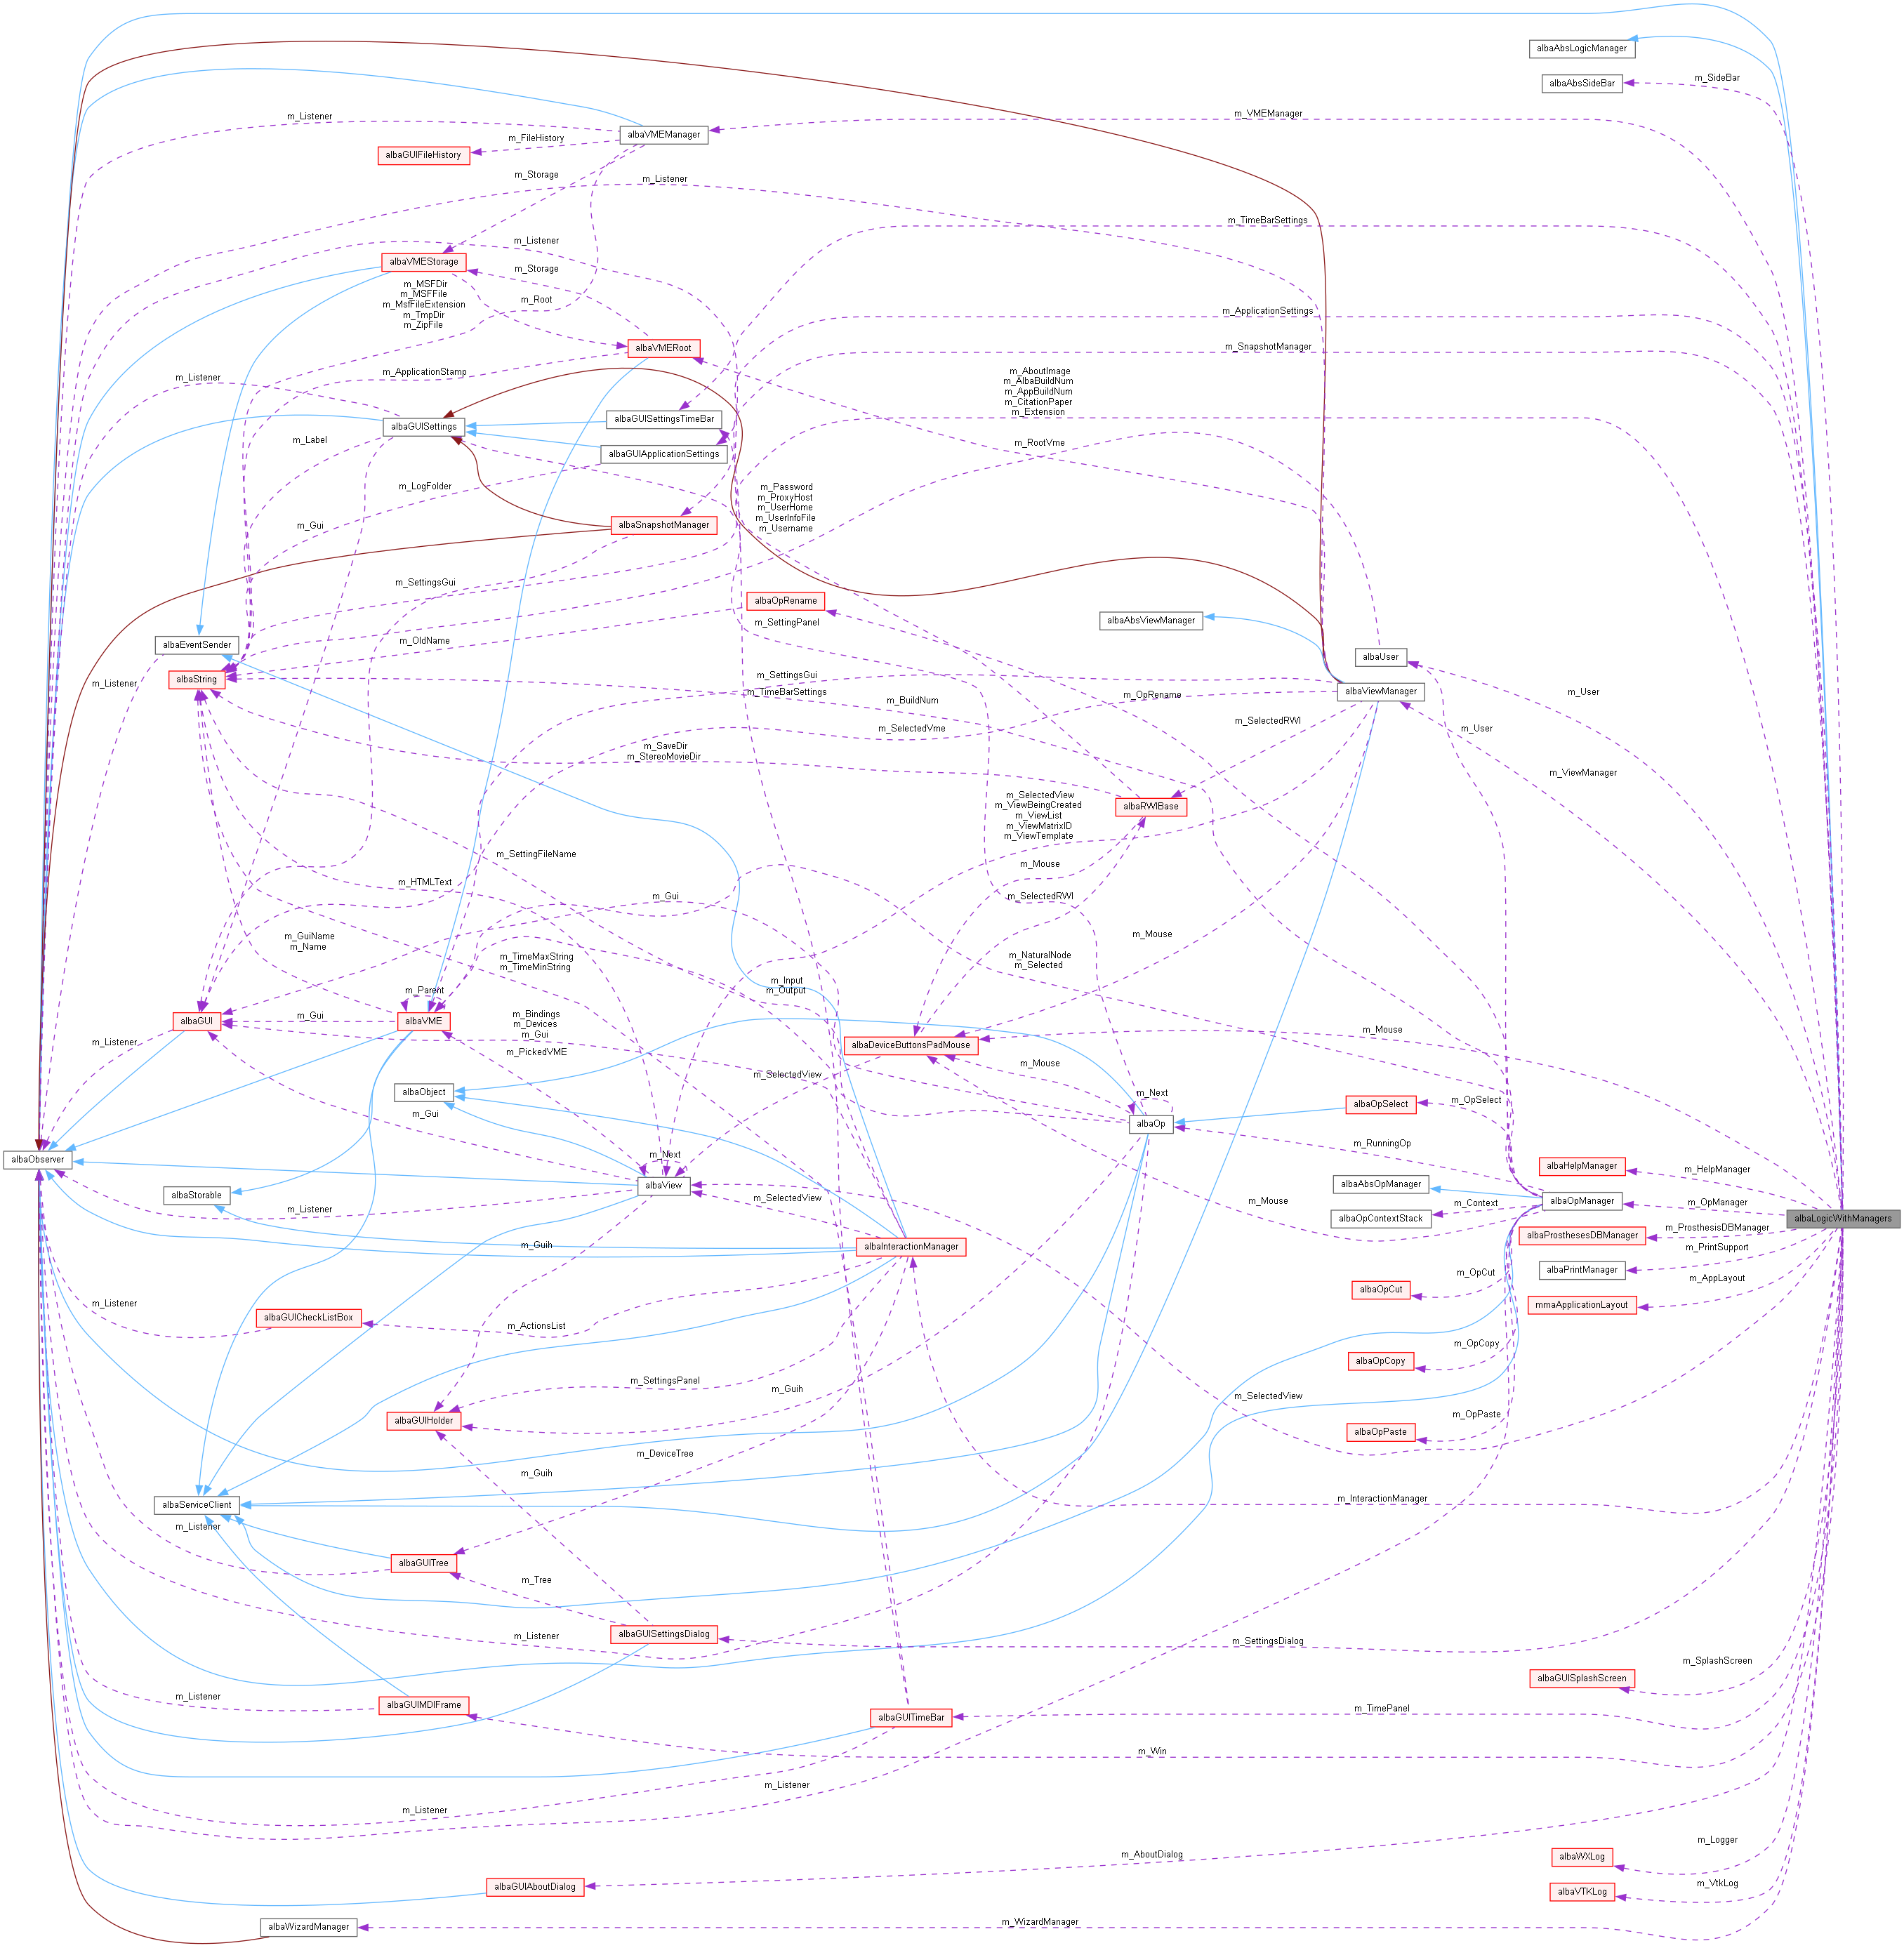 albaAbsLogicManager
m_SideBar
albaAbsSideBar
m_VMEManager
m_Listener
albaVMEManager
m_FileHistory
albaGUIFileHistory
m_Storage
m_Listener
m_TimeBarSettings
m_Listener
albaVMEStorage
m_Storage
m_MSFDir
m_MSFFile
m_MsfFileExtension
m_TmpDir
m_ZipFile
m_Root
m_ApplicationSettings
albaVMERoot
m_SnapshotManager
m_ApplicationStamp
m_Listener
m_AboutImage
m_AlbaBuildNum
m_AppBuildNum
m_CitationPaper
m_Extension
albaGUISettingsTimeBar
albaGUISettings
m_Label
m_RootVme
albaGUIApplicationSettings
m_LogFolder
m_Password
m_ProxyHost
m_UserHome
m_UserInfoFile
m_Username
m_Gui
albaSnapshotManager
m_SettingsGui
albaOpRename
m_SettingPanel
albaAbsViewManager
albaEventSender
m_OldName
albaUser
albaString
m_Listener
m_SettingsGui
m_TimeBarSettings
m_BuildNum
m_OpRename
albaViewManager
m_User
m_SelectedVme
m_SelectedRWI
m_User
m_SaveDir
m_StereoMovieDir
m_ViewManager
m_SelectedView
m_ViewBeingCreated
m_ViewList
m_ViewMatrixID
m_ViewTemplate
albaRWIBase
m_SettingFileName
m_Mouse
m_HTMLText
m_Gui
m_SelectedRWI
m_GuiName
m_Name
m_TimeMaxString
m_TimeMinString
m_NaturalNode
m_Selected
m_Mouse
m_Parent
m_Input
m_Output
albaGUI
m_Gui
albaVME
m_Bindings
m_Devices
m_Gui
m_Listener
m_PickedVME
albaDeviceButtonsPadMouse
m_Mouse
m_Mouse
m_SelectedView
albaObject
m_Next
m_Gui
albaOp
albaOpSelect
m_OpSelect
m_RunningOp
albaObserver
m_Next
albaHelpManager
m_HelpManager
albaView
albaAbsOpManager
albaStorable
m_Listener
m_SelectedView
m_Mouse
m_Context
albaOpManager
m_OpManager
albaOpContextStack
albaLogicWithManagers
m_Guih
albaInteractionManager
albaProsthesesDBManager
m_ProsthesisDBManager
m_PrintSupport
albaPrintManager
m_OpCut
albaOpCut
m_AppLayout
mmaApplicationLayout
m_Listener
albaGUICheckListBox
m_ActionsList
m_OpCopy
albaOpCopy
m_SettingsPanel
m_Guih
m_SelectedView
albaGUIHolder
m_OpPaste
albaOpPaste
m_DeviceTree
m_Guih
m_InteractionManager
albaServiceClient
m_Listener
albaGUITree
m_Tree
m_Listener
albaGUISettingsDialog
m_SettingsDialog
m_SplashScreen
albaGUISplashScreen
m_Listener
albaGUIMDIFrame
albaGUITimeBar
m_TimePanel
m_Win
m_Listener
m_Listener
m_Logger
m_AboutDialog
albaWXLog
albaGUIAboutDialog
albaVTKLog
m_VtkLog
albaWizardManager
m_WizardManager